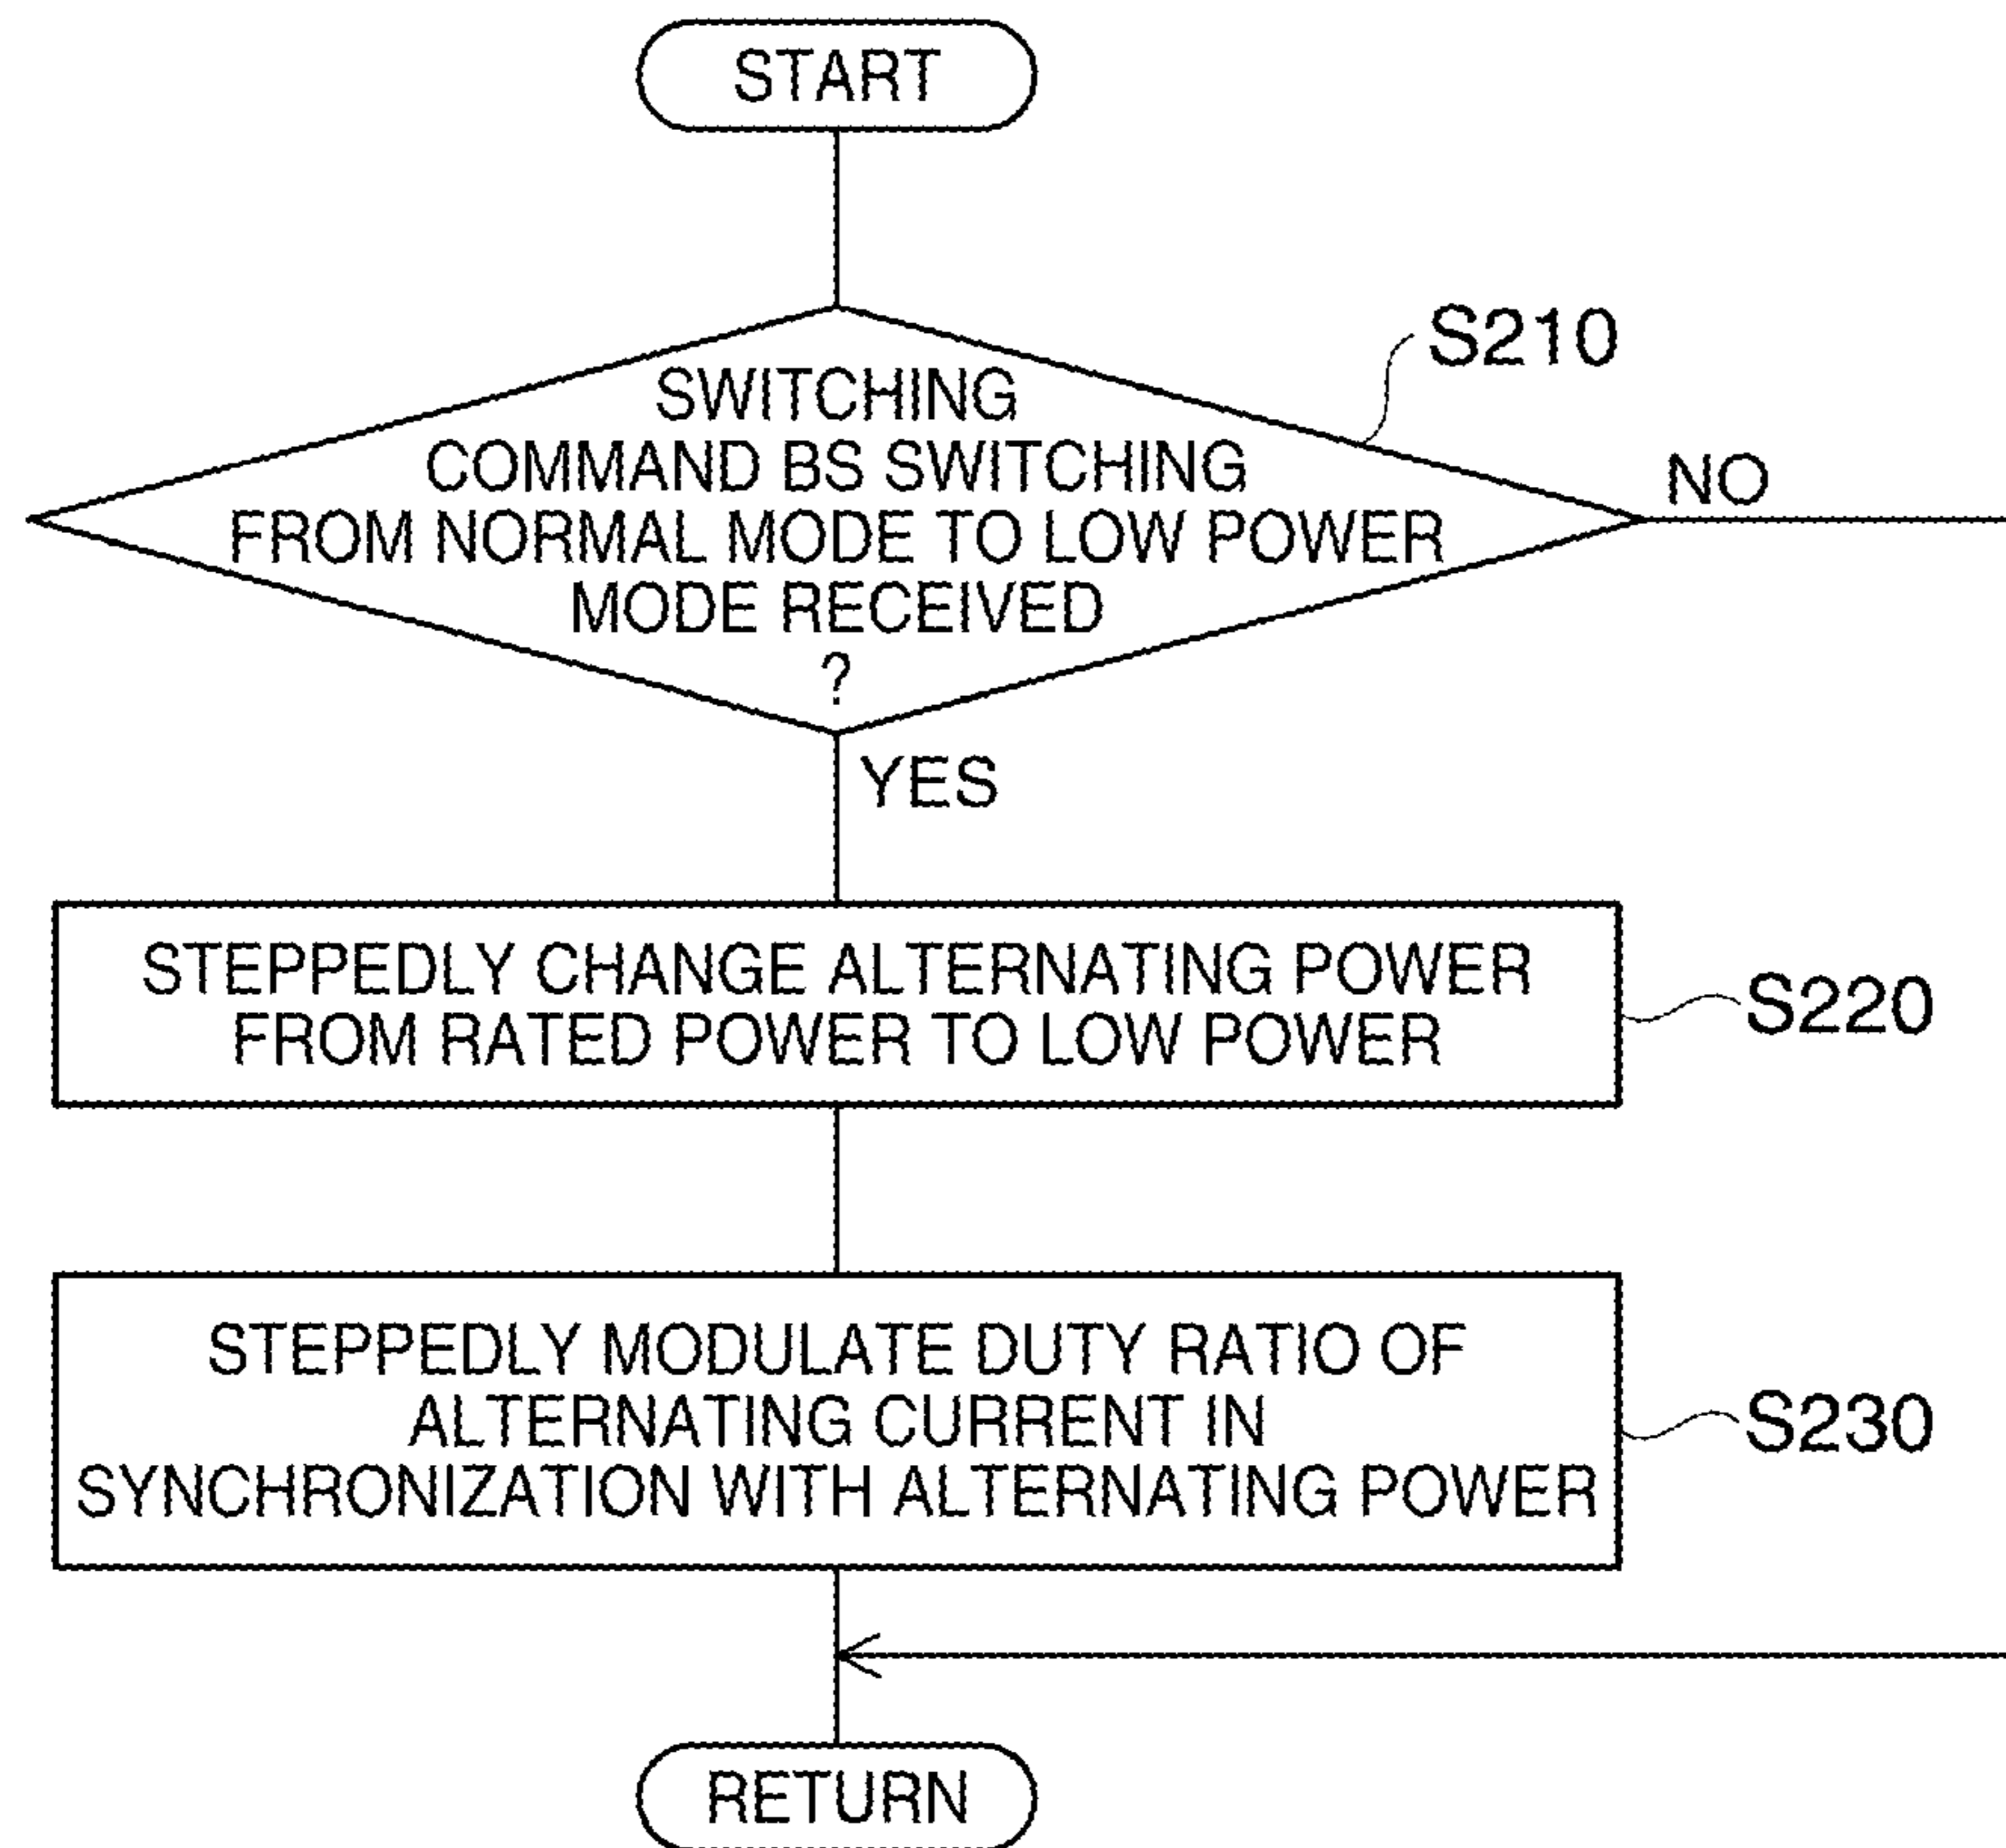 START
S210
SWITCHING
COMMAND BS SWITCHING
FROM NORMAL MODE TO LOW POWER
MODE RECEIVED
?
NO
YES
STEPPEDLY CHANGE ALTERNATING POWER
FROM RATED POWER TO LOW POWER
S220
STEPPEDLY MODULATE DUTY RATIO OF
ALTERNATING CURRENT IN
SYNCHRONIZATION WITH ALTERNATING POWER
S230
RETURN